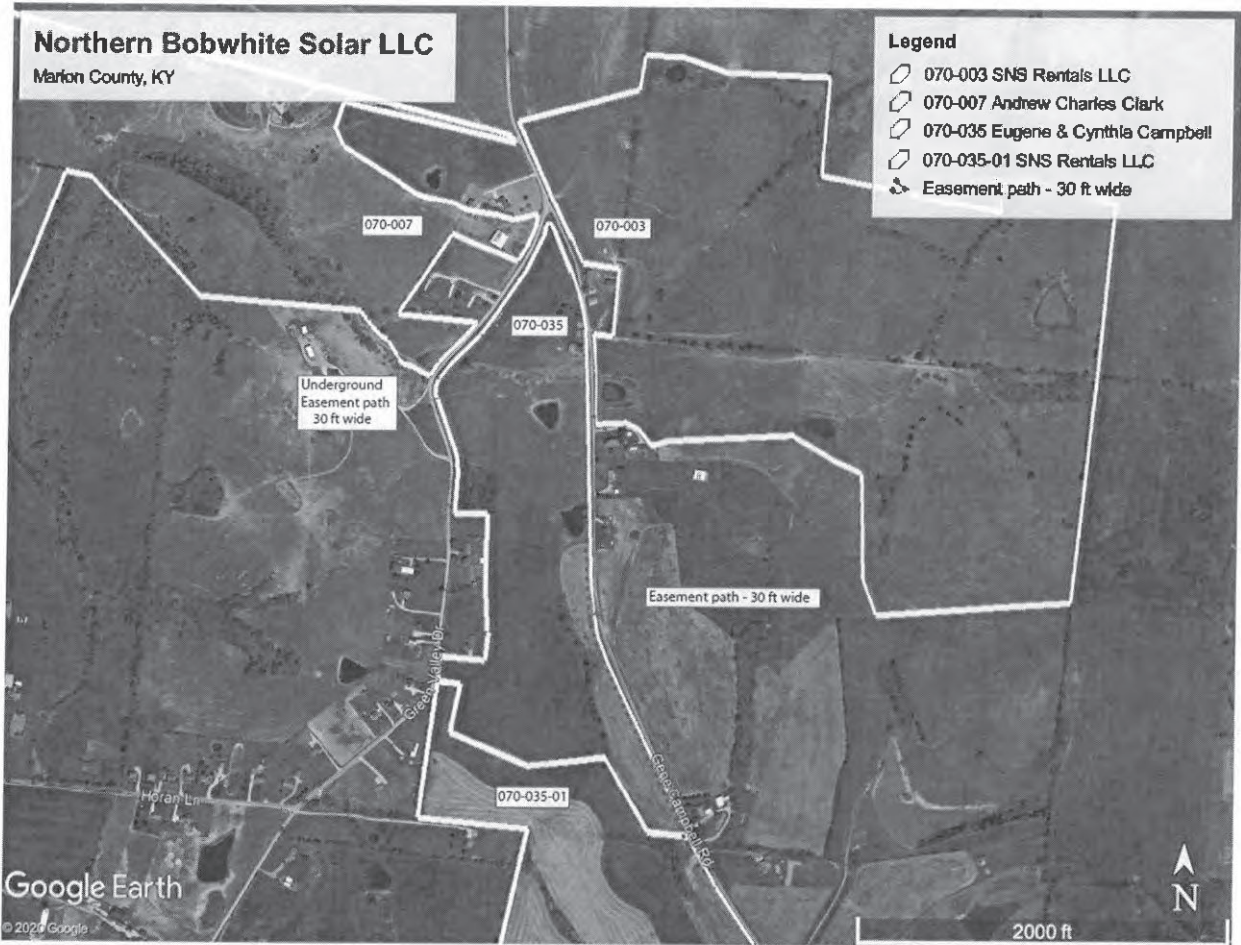 Northern Bobwhite Solar LLC
Marion County, KY
Legend
070-003 SNS Rentals LLC
070-007 Andrew Charles Clark
070-035 Eugene & Cynthia Campbell
070-035-01 SNS Rentals LLC
Easement path - 30 ft wide
070-007
070-003
070-035
Underground
Easement path
30 ft wide
Easement path - 30 ft wide
Green Valley Dr
Gene Campbell Rd
070-035-01
Horan Ln
Google Earth
© 2020 Google
N
2000 ft